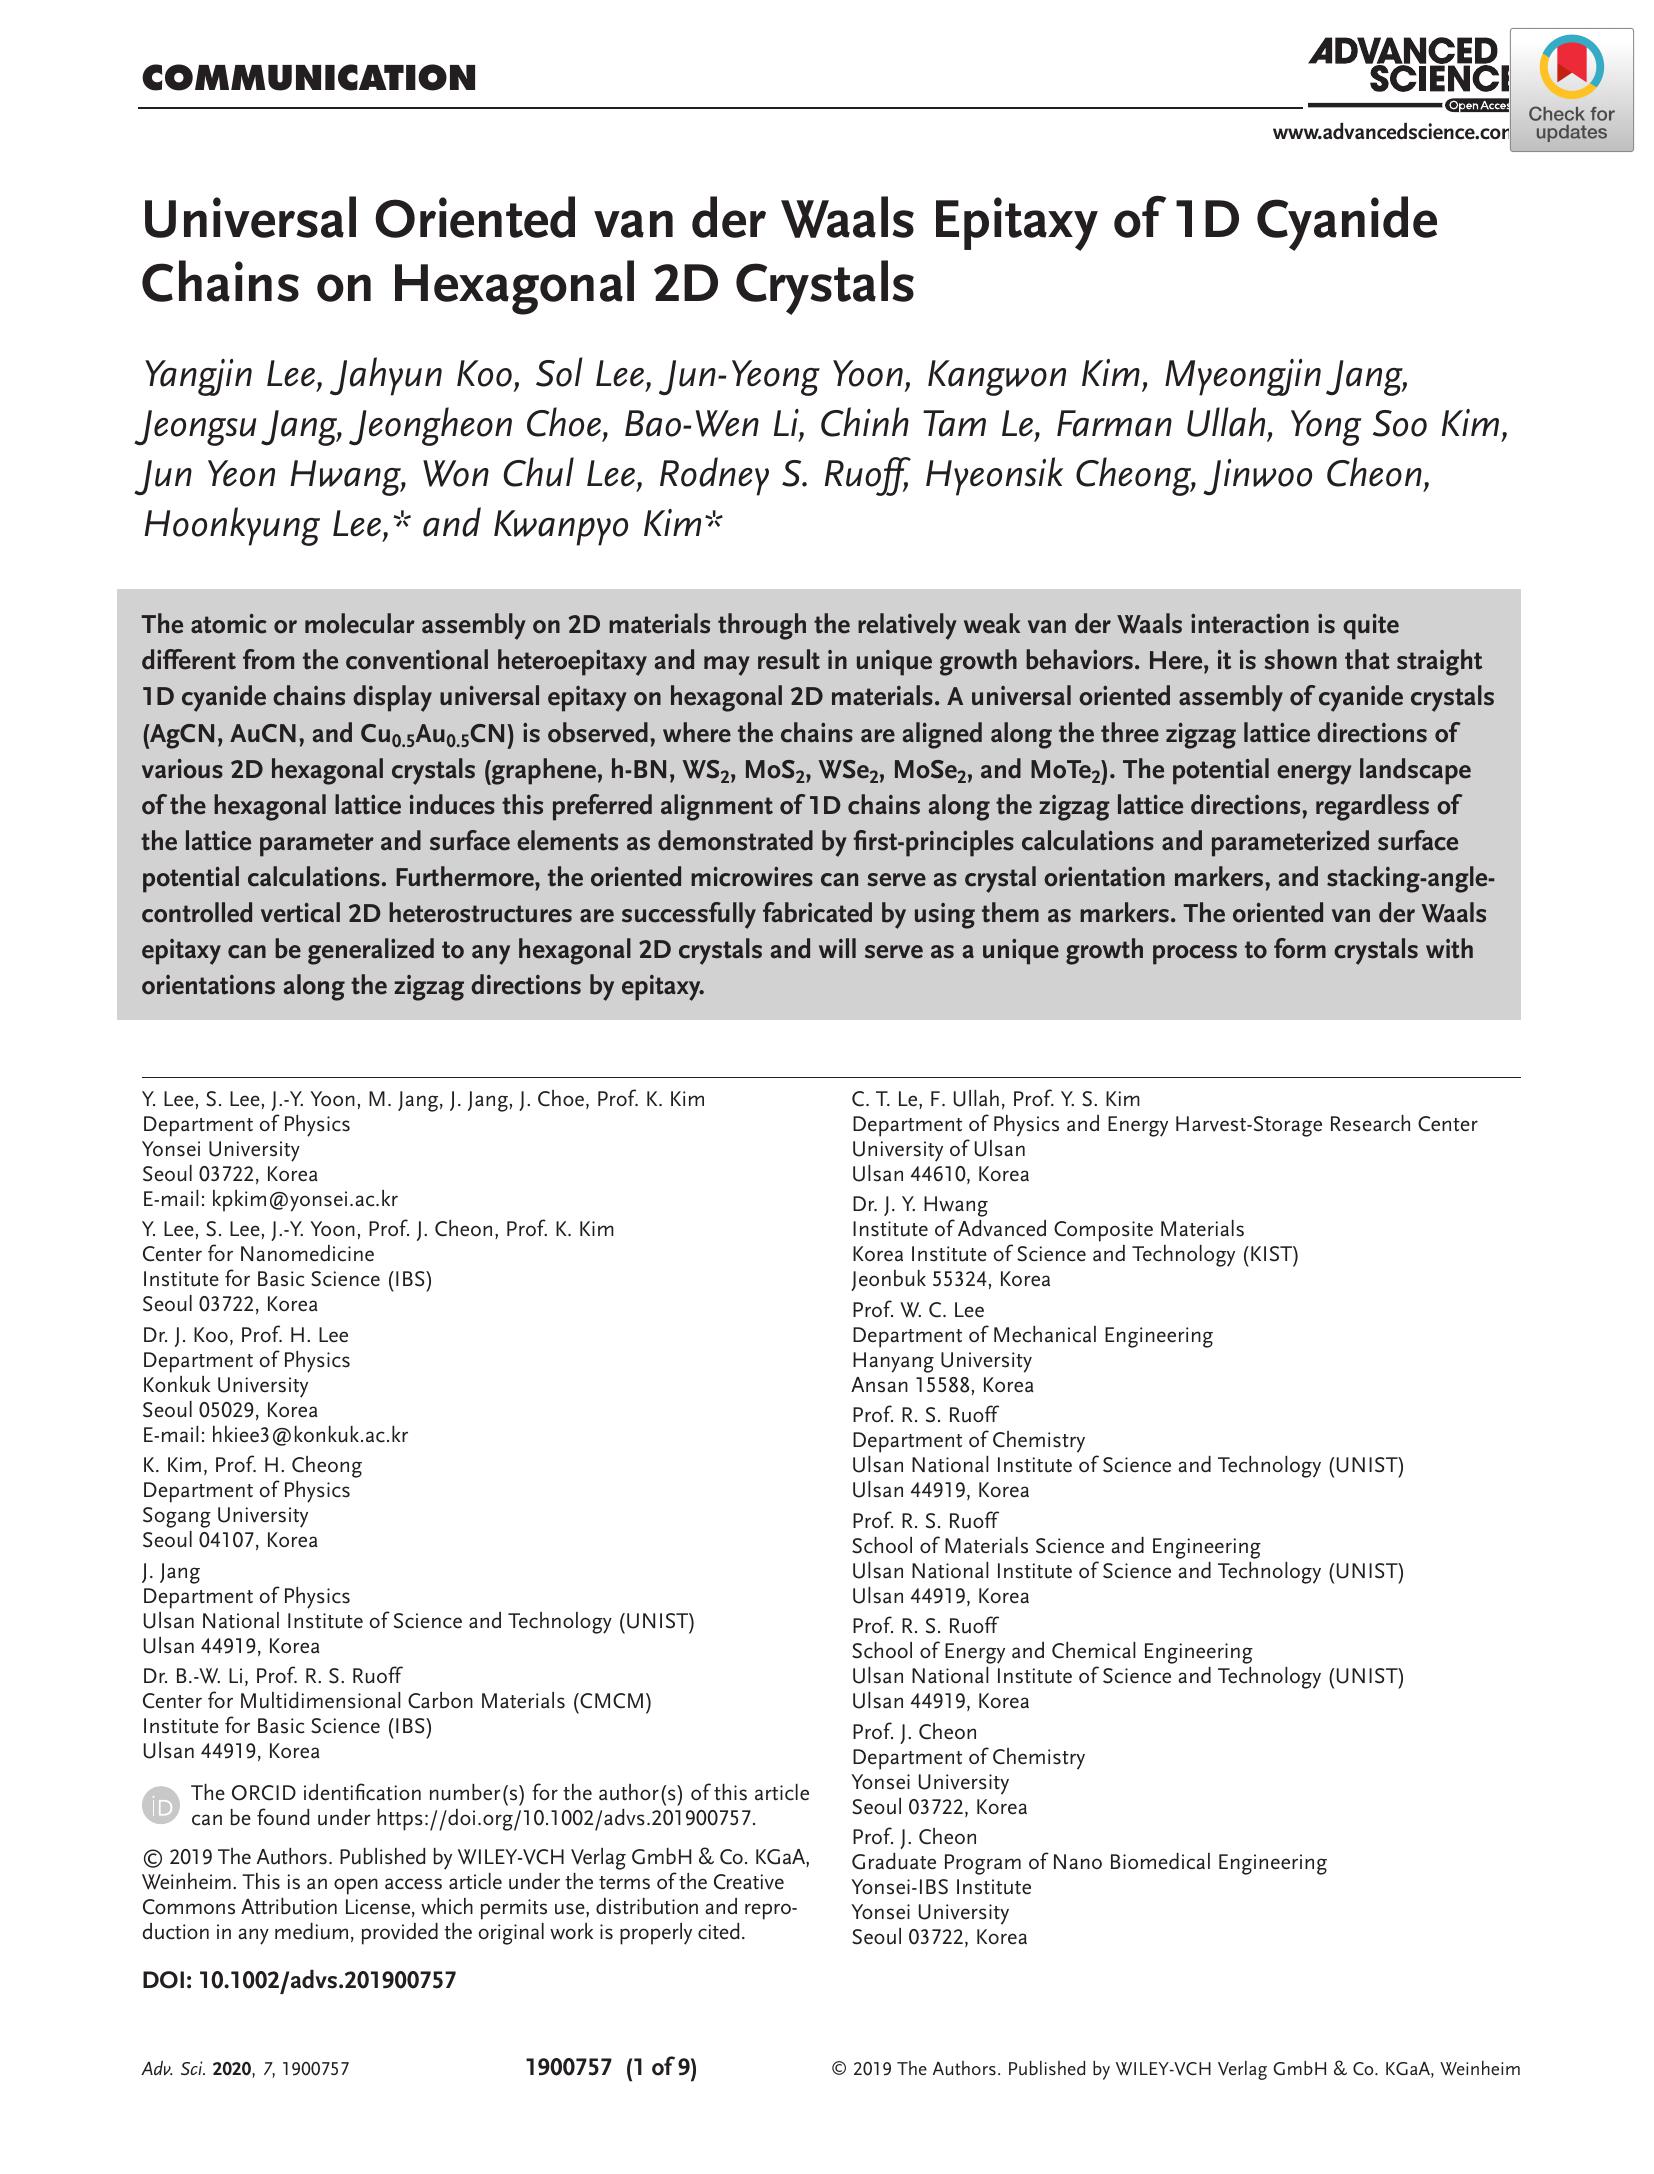 COMMUNICATION
ADVANCED
SCIENCE
Open Access
www.advancedscience.com
Check for
updates
Universal Oriented van der Waals Epitaxy of 1D Cyanide
Chains on Hexagonal 2D Crystals
Yangjin Lee, Jahyun Koo, Sol Lee, Jun-Yeong Yoon, Kangwon Kim, Myeongjin Jang,
Jeongsu Jang, Jeongheon Choe, Bao-Wen Li, Chinh Tam Le, Farman Ullah, Yong Soo Kim,
Jun Yeon Hwang, Won Chul Lee, Rodney S. Ruoff, Hyeonsik Cheong, Jinwoo Cheon,
Hoonkyung Lee,* and Kwanpyo Kim*
The atomic or molecular assembly on 2D materials through the relatively weak van der Waals interaction is quite
different from the conventional heteroepitaxy and may result in unique growth behaviors. Here, it is shown that straight
1D cyanide chains display universal epitaxy on hexagonal 2D materials. A universal oriented assembly of cyanide crystals
(AgCN, AuCN, and Cu0.5Au0.5CN) is observed, where the chains are aligned along the three zigzag lattice directions of
various 2D hexagonal crystals (graphene, h-BN, WS2, MoS2, WSe2, MoSe2, and MoTe2). The potential energy landscape
of the hexagonal lattice induces this preferred alignment of 1D chains along the zigzag lattice directions, regardless of
the lattice parameter and surface elements as demonstrated by first-principles calculations and parameterized surface
potential calculations. Furthermore, the oriented microwires can serve as crystal orientation markers, and stacking-angle-
controlled vertical 2D heterostructures are successfully fabricated by using them as markers. The oriented van der Waals
epitaxy can be generalized to any hexagonal 2D crystals and will serve as a unique growth process to form crystals with
orientations along the zigzag directions by epitaxy.
Y. Lee, S. Lee, J.-Y. Yoon, M. Jang, J. Jang, J. Choe, Prof. K. Kim
Department of Physics
Yonsei University
Seoul 03722, Korea
E-mail: kpkim@yonsei.ac.kr
Y. Lee, S. Lee, J.-Y. Yoon, Prof. J. Cheon, Prof. K. Kim
Center for Nanomedicine
Institute for Basic Science (IBS)
Seoul 03722, Korea
Dr. J. Koo, Prof. H. Lee
Department of Physics
Konkuk University
Seoul 05029, Korea
E-mail: hkiee3@konkuk.ac.kr
K. Kim, Prof. H. Cheong
Department of Physics
Sogang University
Seoul 04107, Korea
J. Jang
Department of Physics
Ulsan National Institute of Science and Technology (UNIST)
Ulsan 44919, Korea
Dr. B.-W. Li, Prof. R. S. Ruoff
Center for Multidimensional Carbon Materials (CMCM)
Institute for Basic Science (IBS)
Ulsan 44919, Korea
iD
The ORCID identification number(s) for the author(s) of this article
can be found under https://doi.org/10.1002/advs.201900757.
© 2019 The Authors. Published by WILEY-VCH Verlag GmbH & Co. KGaA,
Weinheim. This is an open access article under the terms of the Creative
Commons Attribution License, which permits use, distribution and repro-
duction in any medium, provided the original work is properly cited.
DOI: 10.1002/advs.201900757
C. T. Le, F. Ullah, Prof. Y. S. Kim
Department of Physics and Energy Harvest-Storage Research Center
University of Ulsan
Ulsan 44610, Korea
Dr. J. Y. Hwang
Institute of Advanced Composite Materials
Korea Institute of Science and Technology (KIST)
Jeonbuk 55324, Korea
Prof. W. C. Lee
Department of Mechanical Engineering
Hanyang University
Ansan 15588, Korea
Prof. R. S. Ruoff
Department of Chemistry
Ulsan National Institute of Science and Technology (UNIST)
Ulsan 44919, Korea
Prof. R. S. Ruoff
School of Materials Science and Engineering
Ulsan National Institute of Science and Technology (UNIST)
Ulsan 44919, Korea
Prof. R. S. Ruoff
School of Energy and Chemical Engineering
Ulsan National Institute of Science and Technology (UNIST)
Ulsan 44919, Korea
Prof. J. Cheon
Department of Chemistry
Yonsei University
Seoul 03722, Korea
Prof. J. Cheon
Graduate Program of Nano Biomedical Engineering
Yonsei-IBS Institute
Yonsei University
Seoul 03722, Korea
Adv. Sci. 2020, 7, 1900757
1900757 (1 of 9)
© 2019 The Authors. Published by WILEY-VCH Verlag GmbH & Co. KGaA, Weinheim